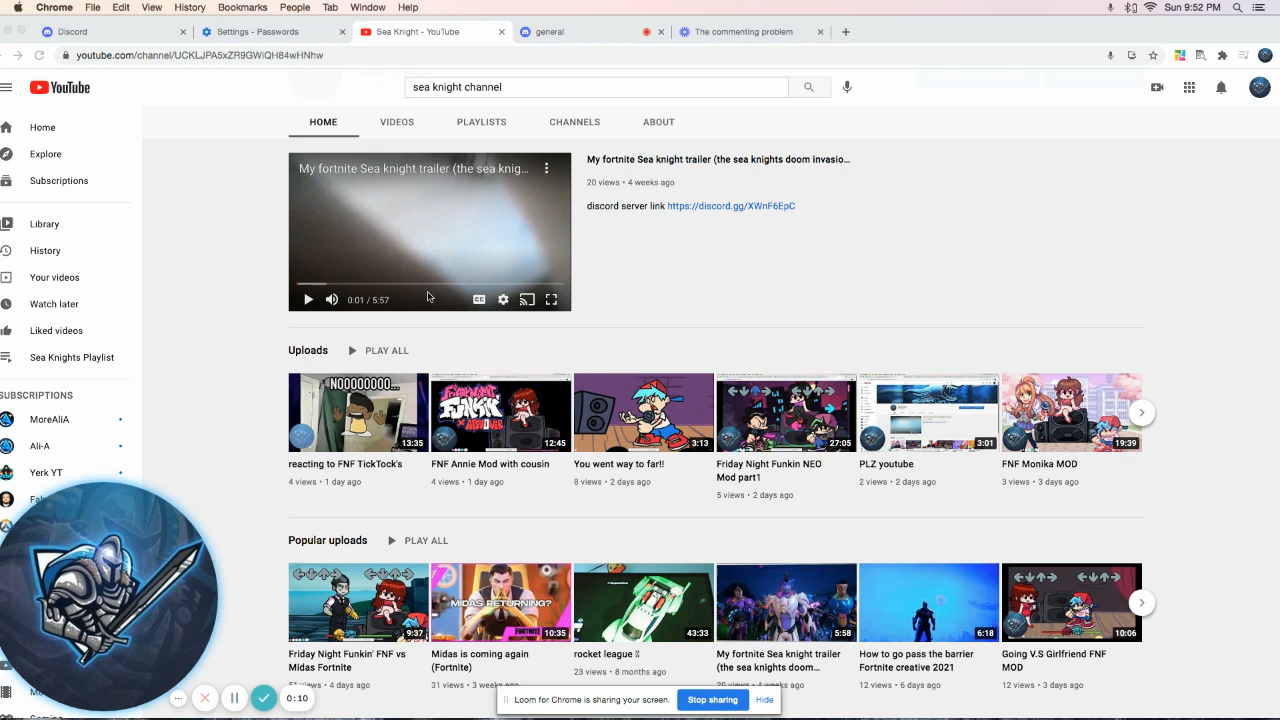 Chrome File Edit View History Bookmarks People Tab Window Help Sun 9:52 PM
Discord Settings - Passwords Sea Knight - YouTube general The commenting problem
youtube.com/channel/UCKLJPA5xZR9GWiQH84wHNhw
YouTube sea knight channel
HOME VIDEOS PLAYLISTS CHANNELS ABOUT
Home
Explore
Subscriptions
Library
History
Your videos
Watch later
Liked videos
Sea Knights Playlist
SUBSCRIPTIONS
MoreAliA
Ali-A
Yerk YT
My fortnite Sea knight trailer (the sea knig...
0:01 / 5:57
My fortnite Sea knight trailer (the sea knights doom invasio...
20 views • 4 weeks ago
discord server link https://discord.gg/XWnF6EpC
Uploads PLAY ALL
NOOOOOOO...
13:35
reacting to FNF TickTock's
4 views • 1 day ago
12:45
FNF Annie Mod with cousin
4 views • 1 day ago
3:13
You went way to far!!
8 views • 2 days ago
27:05
Friday Night Funkin NEO
Mod part1
5 views • 2 days ago
3:01
PLZ youtube
2 views • 2 days ago
19:39
FNF Monika MOD
3 views • 3 days ago
Popular uploads PLAY ALL
9:37
Friday Night Funkin' FNF vs
Midas Fortnite
views • 4 days ago
MIDAS RETURNING?
FORTNITE
10:35
Midas is coming again
(Fortnite)
31 views • 3 weeks ago
43:33
rocket league
23 views • 8 months ago
5:58
My fortnite Sea knight trailer
(the sea knights doom...
20 views • 4 weeks ago
6:18
How to go pass the barrier
Fortnite creative 2021
12 views • 6 days ago
10:06
Going V.S Girlfriend FNF
MOD
12 views • 3 days ago
0:10
Loom for Chrome is sharing your screen. Stop sharing Hide